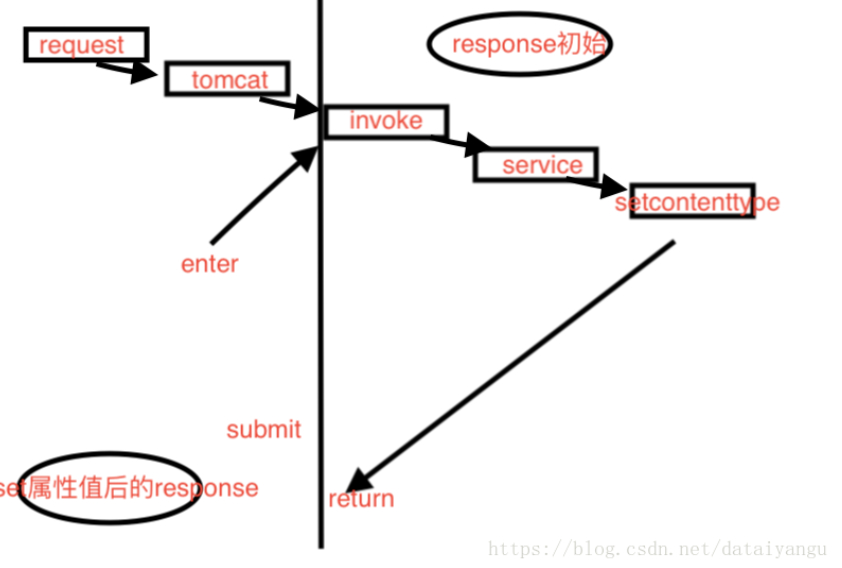 request
response初始
tomcat
invoke
service
setcontenttype
enter
submit
set属性值后的response
return
https://blog.csdn.net/dataiyangu